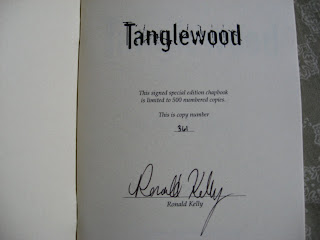 Tanglewood
This signed special edition chapbook
is limited to 500 numbered copies.
This is copy number
361
Ronald Kelly
Ronald Kelly